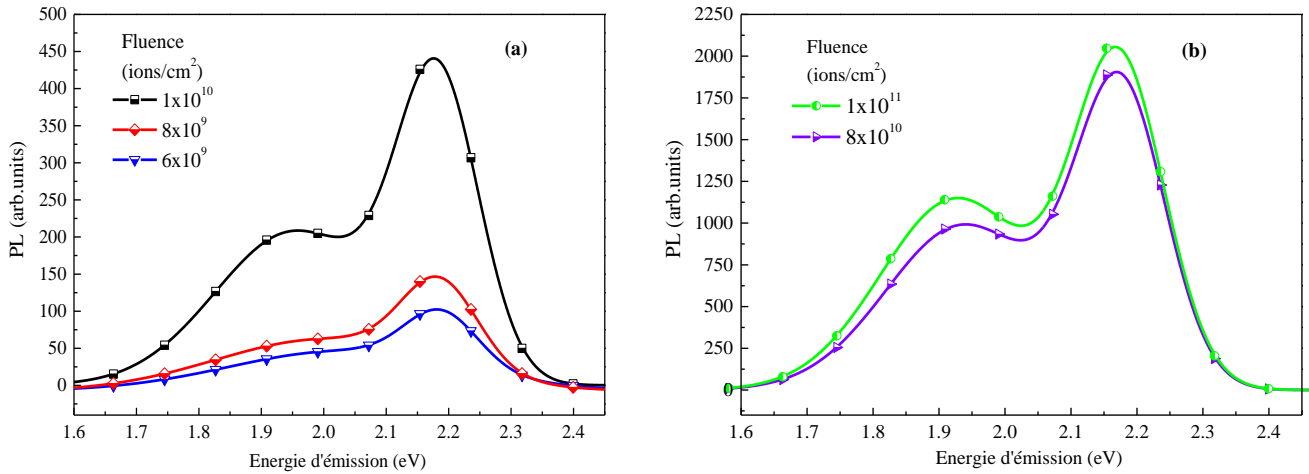 Fluence
(ions/cm²)
1x10¹⁰
8x10⁹
6x10⁹
(a)
PL (arb.units)
500
450
400
350
300
250
200
150
100
50
0
1.6 1.7 1.8 1.9 2.0 2.1 2.2 2.3 2.4
Energie d'émission (eV)
Fluence
(ions/cm²)
1x10¹¹
8x10¹⁰
(b)
PL (arb.units)
2250
2000
1750
1500
1250
1000
750
500
250
0
1.6 1.7 1.8 1.9 2.0 2.1 2.2 2.3 2.4
Energie d'émission (eV)